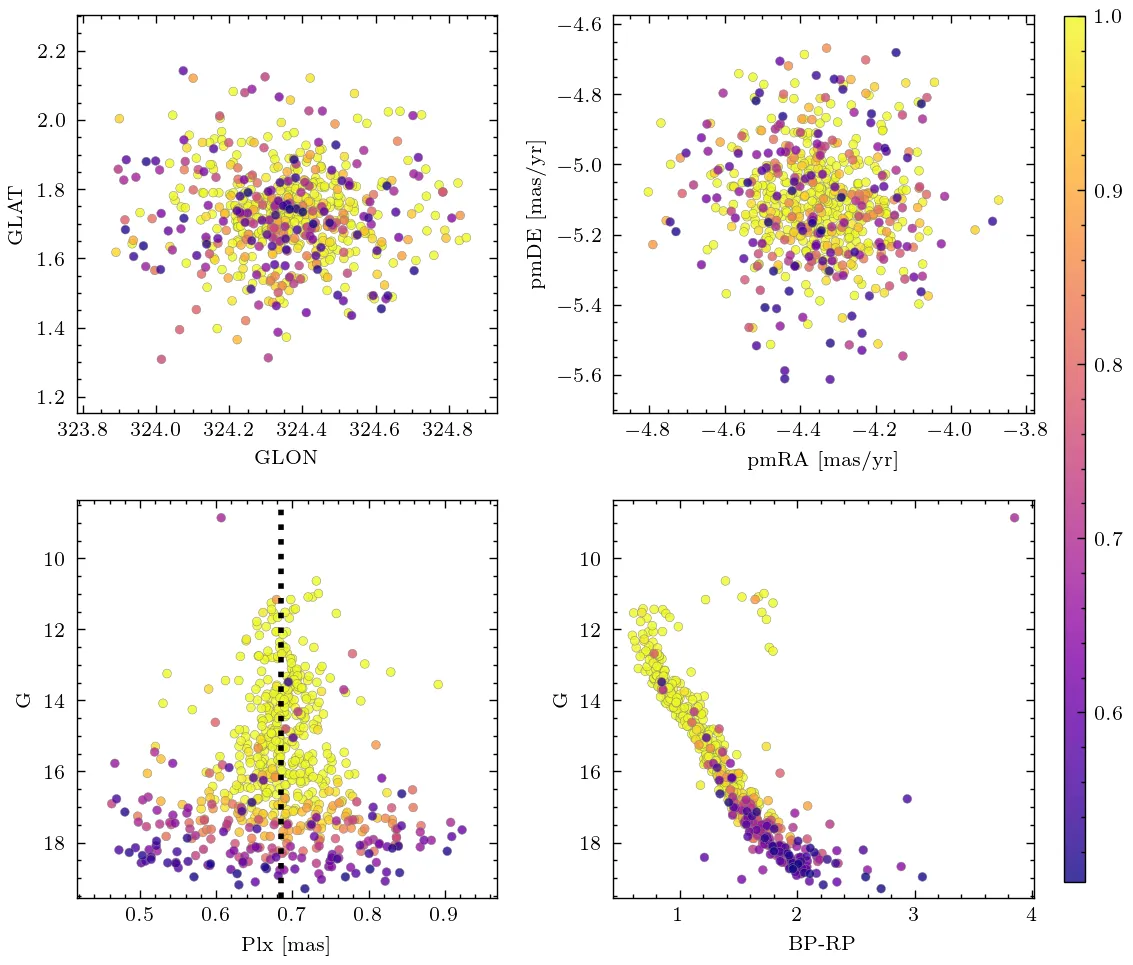 2.2
2.0
1.8
1.6
1.4
1.2
GLAT
323.8 324.0 324.2 324.4 324.6 324.8
GLON
−4.6
−4.8
−5.0
−5.2
−5.4
−5.6
pmDE [mas/yr]
−4.8 −4.6 −4.4 −4.2 −4.0 −3.8
pmRA [mas/yr]
1.0
0.9
0.8
0.7
0.6
10
12
14
16
18
G
0.5 0.6 0.7 0.8 0.9
Plx [mas]
10
12
14
16
18
G
1 2 3 4
BP-RP